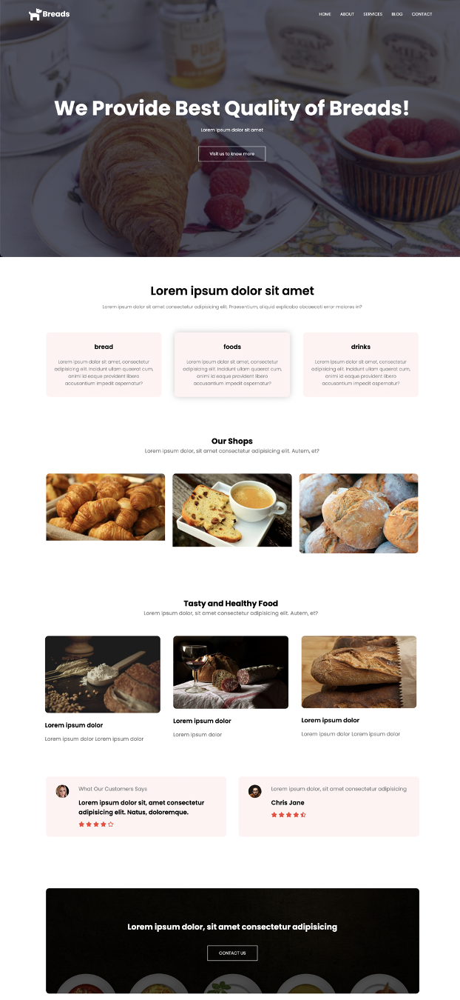 Breads
HOME ABOUT SERVICES BLOG CONTACT
PURE
MILK
We Provide Best Quality of Breads!
Lorem ipsum dolor sit amet
Visit us to know more
Lorem ipsum dolor sit amet
Lorem ipsum dolor sit amet consectetur adipisicing elit. Praesentium, aliquid explicabo obcaecati error maiores in?
bread
Lorem ipsum dolor sit amet, consectetur
adipisicing elit. Incidunt ullam quaerat cum,
animi id eaque provident libero
accusantium impedit aspernatur?
foods
Lorem ipsum dolor sit amet, consectetur
adipisicing elit. Incidunt ullam quaerat cum,
animi id eaque provident libero
accusantium impedit aspernatur?
drinks
Lorem ipsum dolor sit amet, consectetur
adipisicing elit. Incidunt ullam quaerat cum,
animi id eaque provident libero
accusantium impedit aspernatur?
Our Shops
Lorem ipsum dolor, sit amet consectetur adipisicing elit. Autem, et?
Tasty and Healthy Food
Lorem ipsum dolor, sit amet consectetur adipisicing elit. Autem, et?
Lorem ipsum dolor
Lorem ipsum dolor Lorem ipsum dolor
Lorem ipsum dolor
Lorem ipsum dolor
Lorem ipsum dolor
Lorem ipsum dolor Lorem ipsum dolor
What Our Customers Says
Lorem ipsum dolor sit, amet consectetur
adipisicing elit. Natus, doloremque.
Lorem ipsum dolor, sit amet consectetur adipisicing
Chris Jane
Lorem ipsum dolor, sit amet consectetur adipisicing
CONTACT US